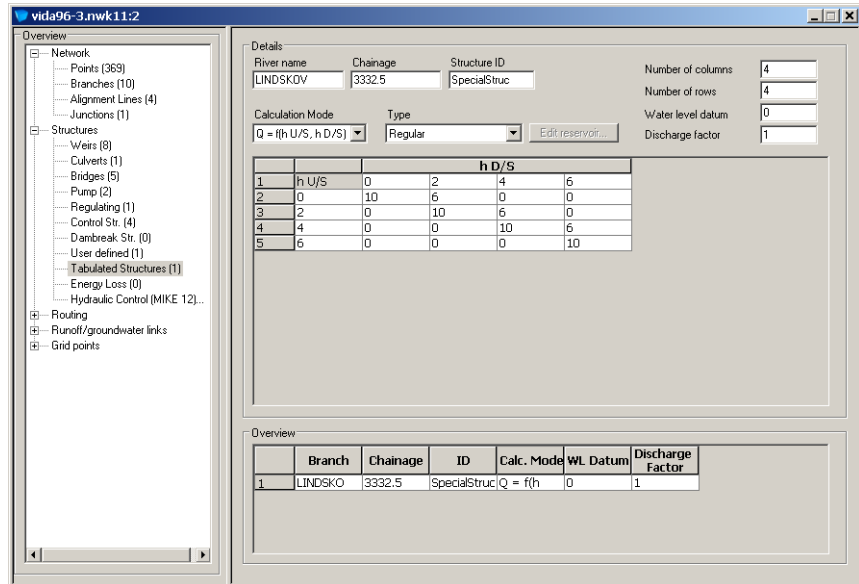 vida96-3.nwk11:2
Overview
Network
Points (369)
Branches (10)
Alignment Lines (4)
Junctions (1)
Structures
Weirs (8)
Culverts (1)
Bridges (5)
Pump (2)
Regulating (1)
Control Str. (4)
Dambreak Str. (0)
User defined (1)
Tabulated Structures (1)
Energy Loss (0)
Hydraulic Control (MIKE 12)...
Routing
Runoff/groundwater links
Grid points
Details
River name Chainage Structure ID
LINDSKOV 3332.5 SpecialStruc
Number of columns 4
Number of rows 4
Water level datum 0
Discharge factor 1
Calculation Mode Type
Q = f(h U/S, h D/S) Regular Edit reservoir...
h D/S
1 h U/S 0 2 4 6
2 0 10 6 0 0
3 2 0 10 6 0
4 4 0 0 10 6
5 6 0 0 0 10
Overview
Branch Chainage ID Calc. Mode WL Datum Discharge Factor
1 LINDSKO 3332.5 SpecialStruc Q = f(h 0 1